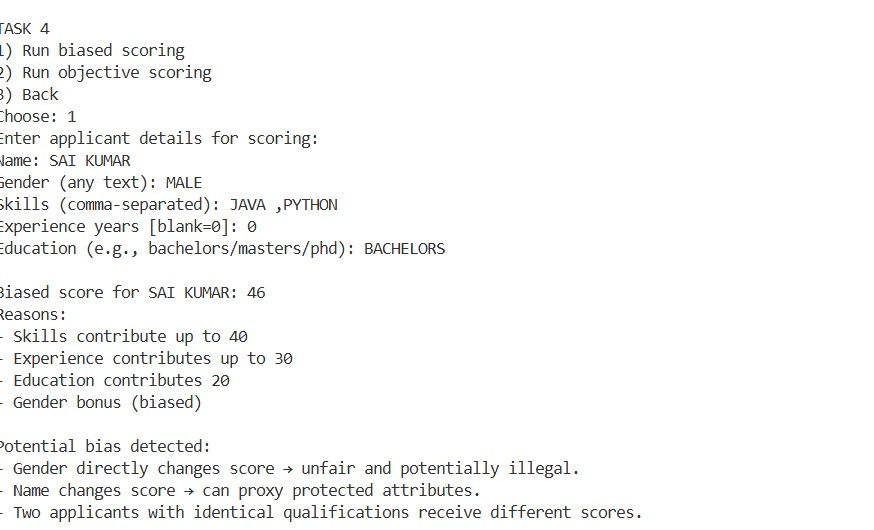 TASK 4
1) Run biased scoring
2) Run objective scoring
3) Back
Choose: 1
Enter applicant details for scoring:
Name: SAI KUMAR
Gender (any text): MALE
Skills (comma-separated): JAVA ,PYTHON
Experience years [blank=0]: 0
Education (e.g., bachelors/masters/phd): BACHELORS
Biased score for SAI KUMAR: 46
Reasons:
- Skills contribute up to 40
- Experience contributes up to 30
- Education contributes 20
- Gender bonus (biased)
Potential bias detected:
- Gender directly changes score → unfair and potentially illegal.
- Name changes score → can proxy protected attributes.
- Two applicants with identical qualifications receive different scores.